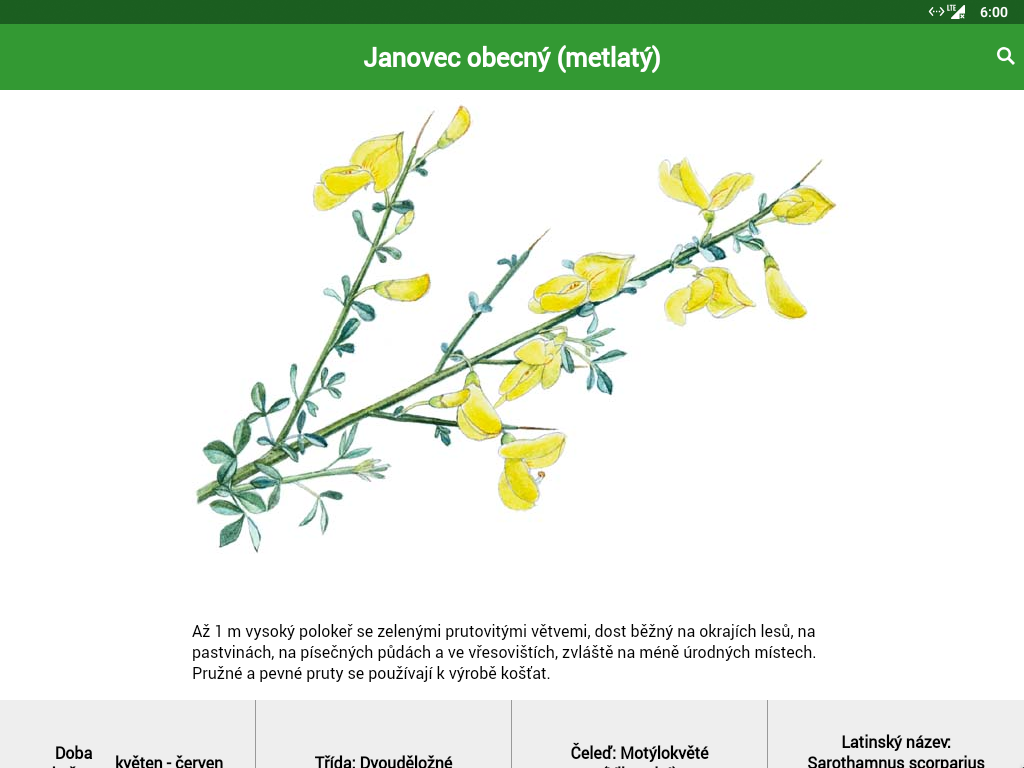 LTE 6:00
Janovec obecný (metlatý)
Až 1 m vysoký polokeř se zelenými prutovitými větvemi, dost běžný na okrajích lesů, na
pastvinách, na písečných půdách a ve vřesovištích, zvláště na méně úrodných místech.
Pružné a pevné pruty se používají k výrobě košťat.
Doba
květen - červen
Třída: Dvouděložné
Čeleď: Motýlokvěté
Latinský název:
Sarothamnus scorparius